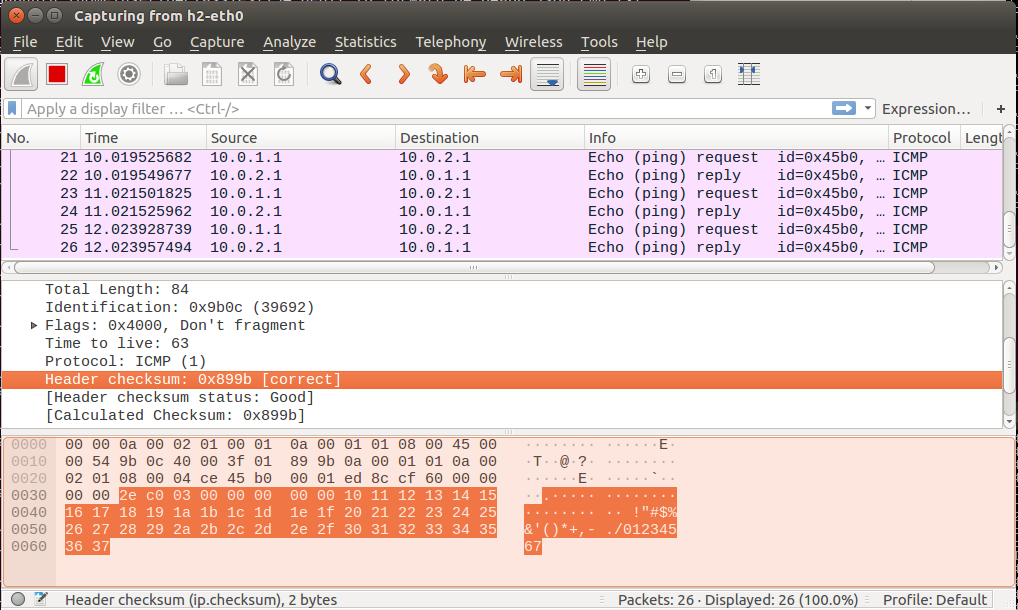 Capturing from h2-eth0
File Edit View Go Capture Analyze Statistics Telephony Wireless Tools Help
Apply a display filter … <Ctrl-/> Expression… +
No. Time Source Destination Info Protocol Lengt
21 10.019525682 10.0.1.1 10.0.2.1 Echo (ping) request id=0x45b0, … ICMP
22 10.019549677 10.0.2.1 10.0.1.1 Echo (ping) reply id=0x45b0, … ICMP
23 11.021501825 10.0.1.1 10.0.2.1 Echo (ping) request id=0x45b0, … ICMP
24 11.021525962 10.0.2.1 10.0.1.1 Echo (ping) reply id=0x45b0, … ICMP
25 12.023928739 10.0.1.1 10.0.2.1 Echo (ping) request id=0x45b0, … ICMP
26 12.023957494 10.0.2.1 10.0.1.1 Echo (ping) reply id=0x45b0, … ICMP
Total Length: 84
Identification: 0x9b0c (39692)
Flags: 0x4000, Don't fragment
Time to live: 63
Protocol: ICMP (1)
Header checksum: 0x899b [correct]
[Header checksum status: Good]
[Calculated Checksum: 0x899b]
0000 00 00 0a 00 02 01 00 01 0a 00 01 01 08 00 45 00 ········ ······E·
0010 00 54 9b 0c 40 00 3f 01 89 9b 0a 00 01 01 0a 00 ·T··@·?· ········
0020 02 01 08 00 04 ce 45 b0 00 01 ed 8c cf 60 00 00 ······E· ·····`··
0030 00 00 2e c0 03 00 00 00 00 00 10 11 12 13 14 15 ··.····· ········
0040 16 17 18 19 1a 1b 1c 1d 1e 1f 20 21 22 23 24 25 ········ ·· !"#$%
0050 26 27 28 29 2a 2b 2c 2d 2e 2f 30 31 32 33 34 35 &'()*+,- ./012345
0060 36 37 67
Header checksum (ip.checksum), 2 bytes Packets: 26 · Displayed: 26 (100.0%) Profile: Default